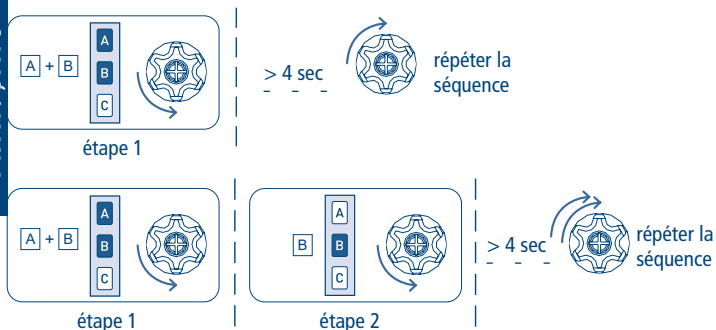 A + B
A
B
C
étape 1
> 4 sec
répéter la
séquence
A + B
A
B
C
étape 1
B
A
B
C
étape 2
> 4 sec
répéter la
séquence